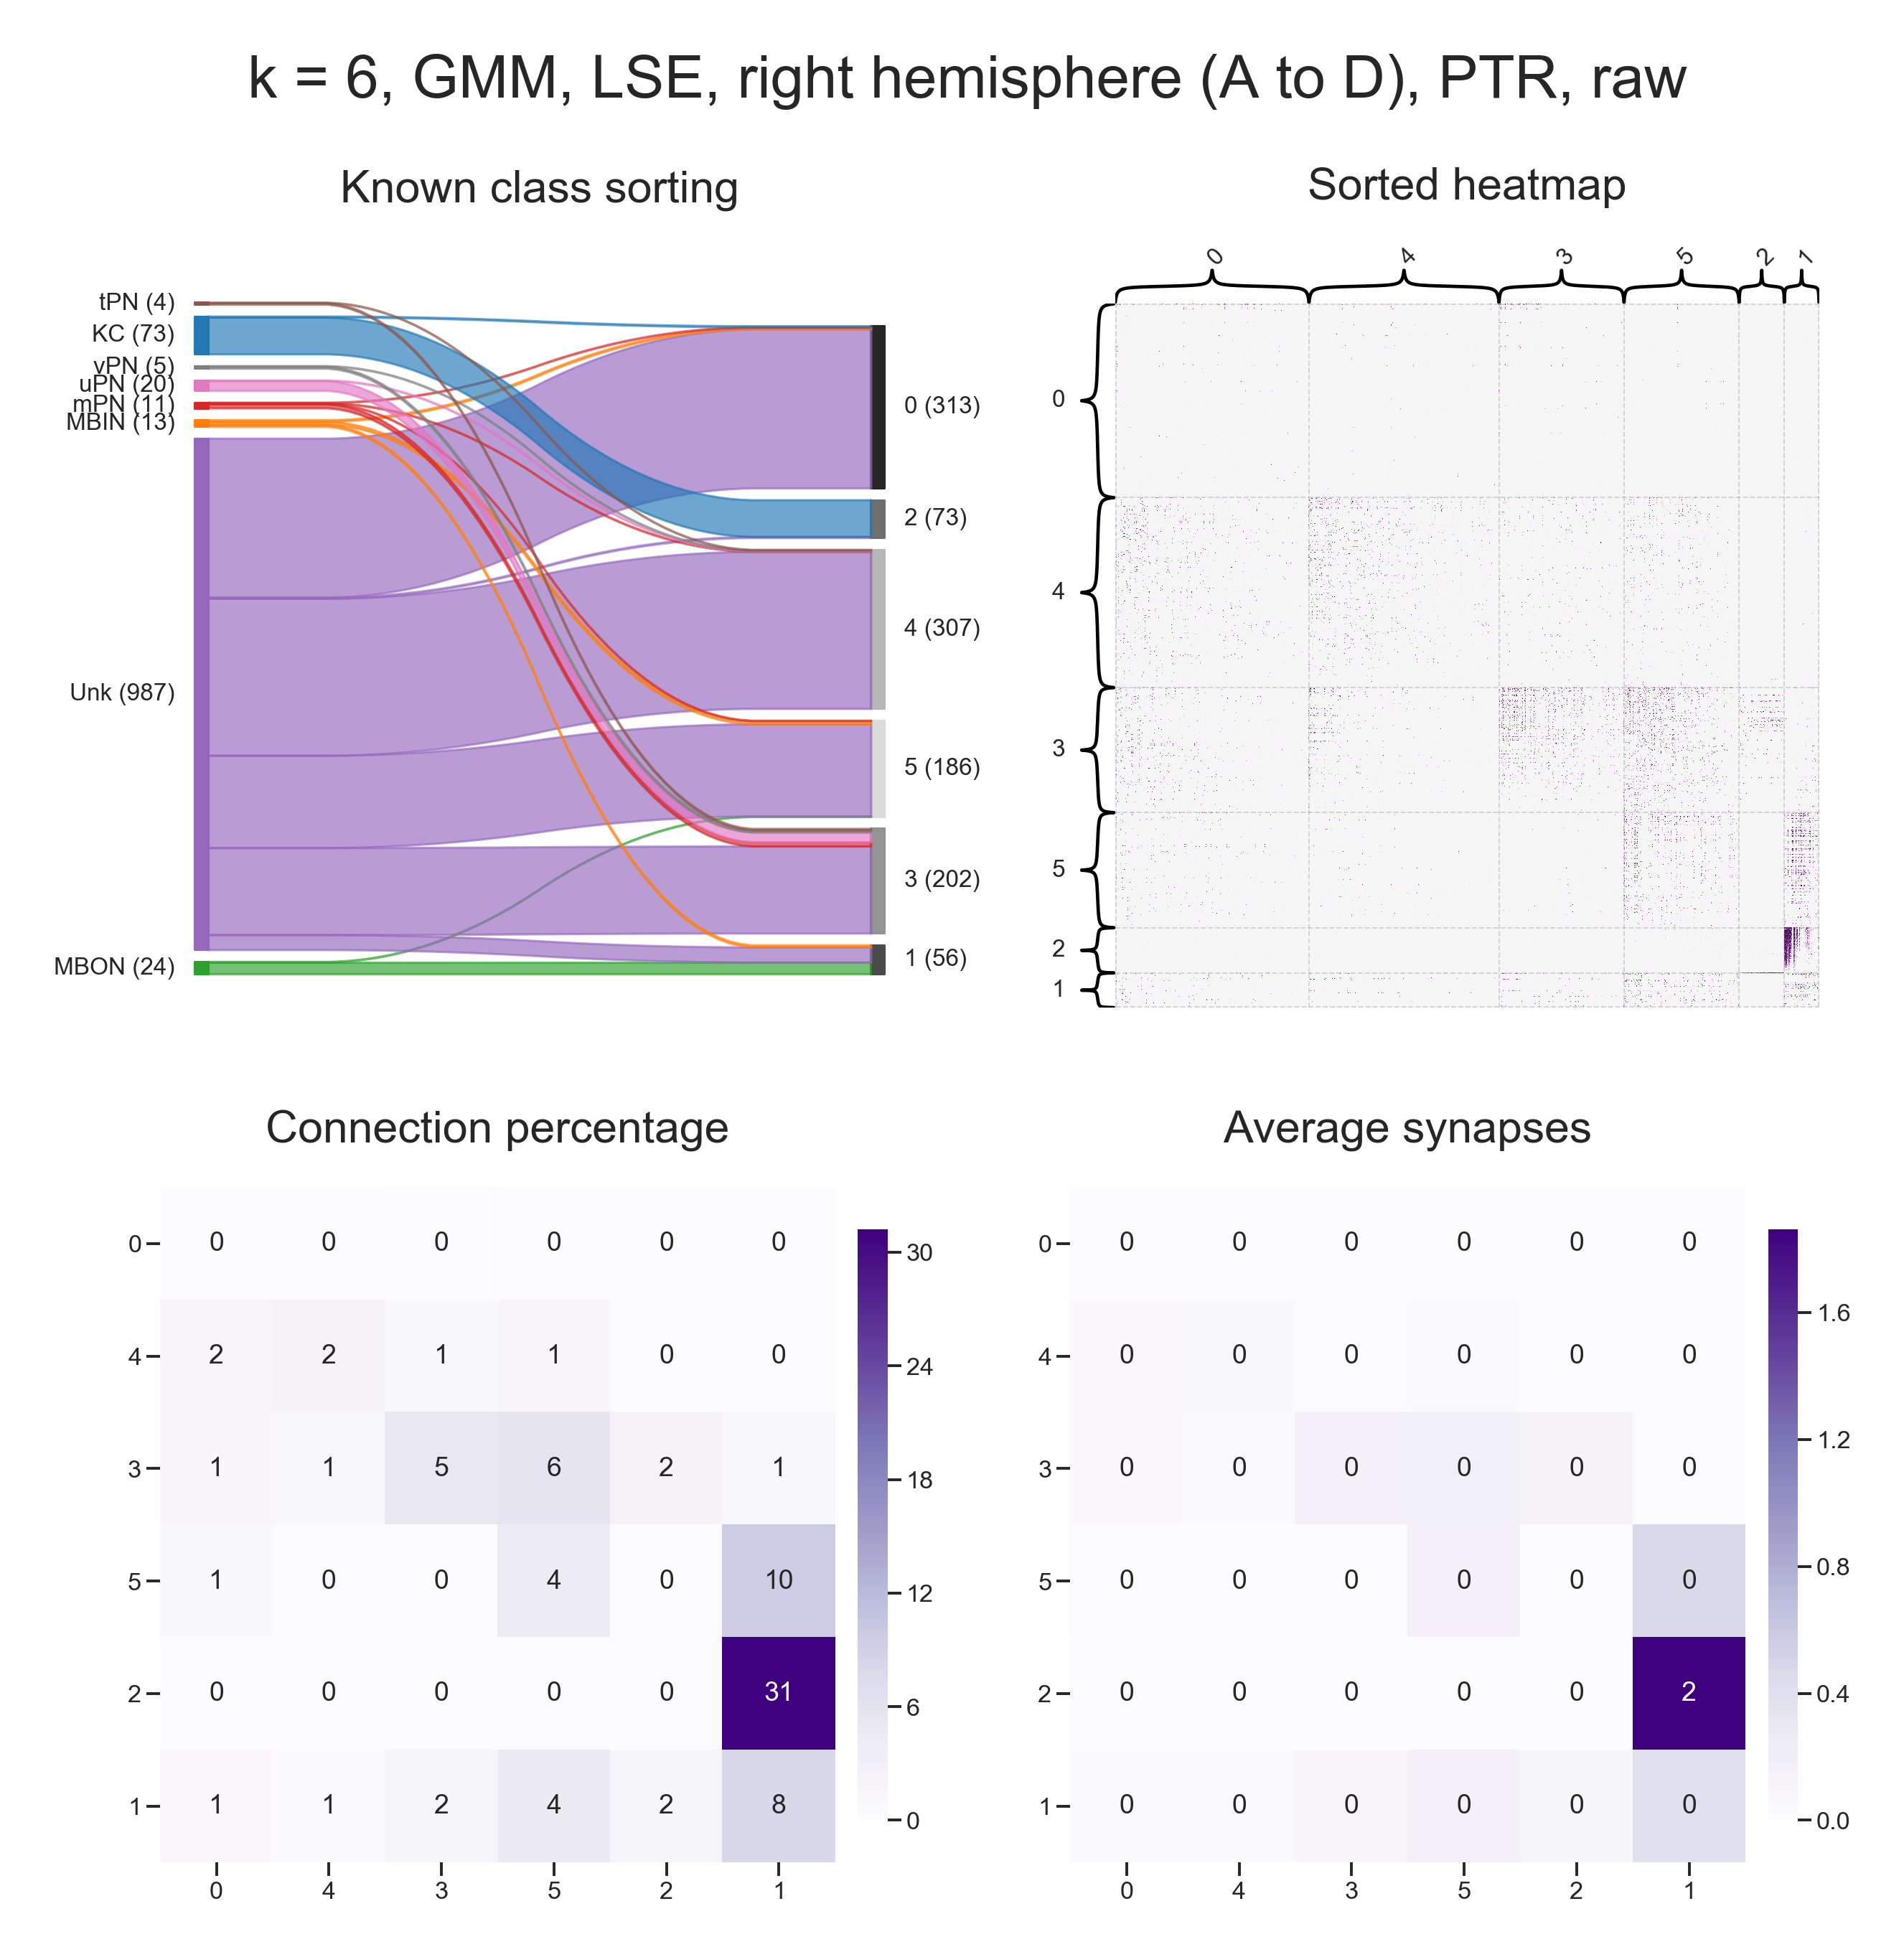 k = 6, GMM, LSE, right hemisphere (A to D), PTR, raw
Known class sorting
tPN (4)
KC (73)
vPN (5)
uPN (20)
mPN (11)
MBIN (13)
Unk (987)
MBON (24)
0 (313)
2 (73)
4 (307)
5 (186)
3 (202)
1 (56)
Sorted heatmap
0 4 3 5 2 1
0
4
3
5
2
1
Connection percentage
0 0 0 0 0 0 0
4 2 2 1 1 0 0
3 1 1 5 6 2 1
5 1 0 0 4 0 10
2 0 0 0 0 0 31
1 1 1 2 4 2 8
0 4 3 5 2 1
30
24
18
12
6
0
Average synapses
0 0 0 0 0 0 0
4 0 0 0 0 0 0
3 0 0 0 0 0 0
5 0 0 0 0 0 0
2 0 0 0 0 0 2
1 0 0 0 0 0 0
0 4 3 5 2 1
1.6
1.2
0.8
0.4
0.0